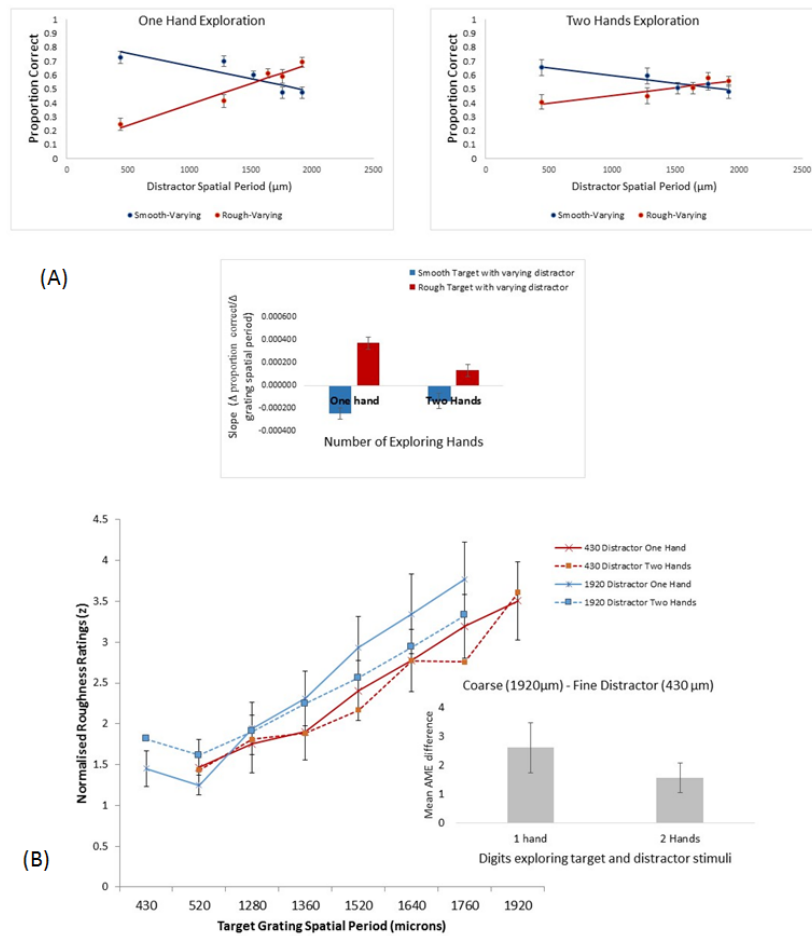 One Hand Exploration
Proportion Correct
1
0.9
0.8
0.7
0.6
0.5
0.4
0.3
0.2
0.1
0
0 500 1000 1500 2000 2500
Distractor Spatial Period (µm)
Smooth-Varying Rough-Varying
Two Hands Exploration
Proportion Correct
1
0.9
0.8
0.7
0.6
0.5
0.4
0.3
0.2
0.1
0
0 500 1000 1500 2000 2500
Distractor Spatial Period (µm)
Smooth-Varying Rough-Varying
(A)
Smooth Target with varying distractor
Rough Target with varying distractor
Slope (Δ proportion correct/Δ
grating spatial period)
0.000600
0.000400
0.000200
0.000000
-0.000200
-0.000400
One hand Two Hands
Number of Exploring Hands
Normalised Roughness Ratings (z)
4.5
4
3.5
3
2.5
2
1.5
1
0.5
0
430 520 1280 1360 1520 1640 1760 1920
Target Grating Spatial Period (microns)
430 Distractor One Hand
430 Distractor Two Hands
1920 Distractor One Hand
1920 Distractor Two Hands
Coarse (1920µm) - Fine Distractor (430 µm)
Mean AME difference
4
3
2
1
0
1 hand 2 Hands
Digits exploring target and distractor stimuli
(B)